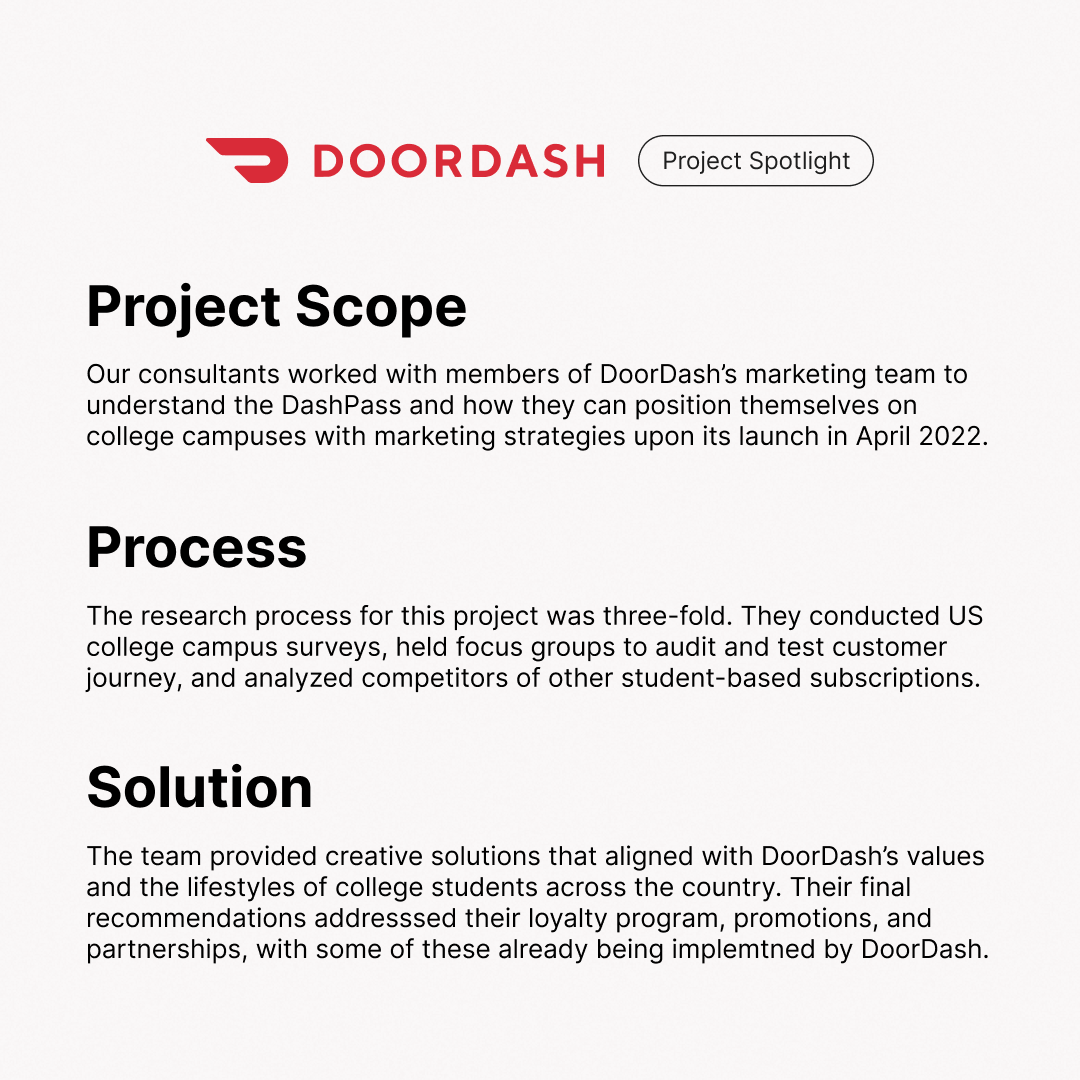 DOORDASH Project Spotlight
Project Scope
Our consultants worked with members of DoorDash’s marketing team to
understand the DashPass and how they can position themselves on
college campuses with marketing strategies upon its launch in April 2022.
Process
The research process for this project was three-fold. They conducted US
college campus surveys, held focus groups to audit and test customer
journey, and analyzed competitors of other student-based subscriptions.
Solution
The team provided creative solutions that aligned with DoorDash’s values
and the lifestyles of college students across the country. Their final
recommendations addresssed their loyalty program, promotions, and
partnerships, with some of these already being implemtned by DoorDash.